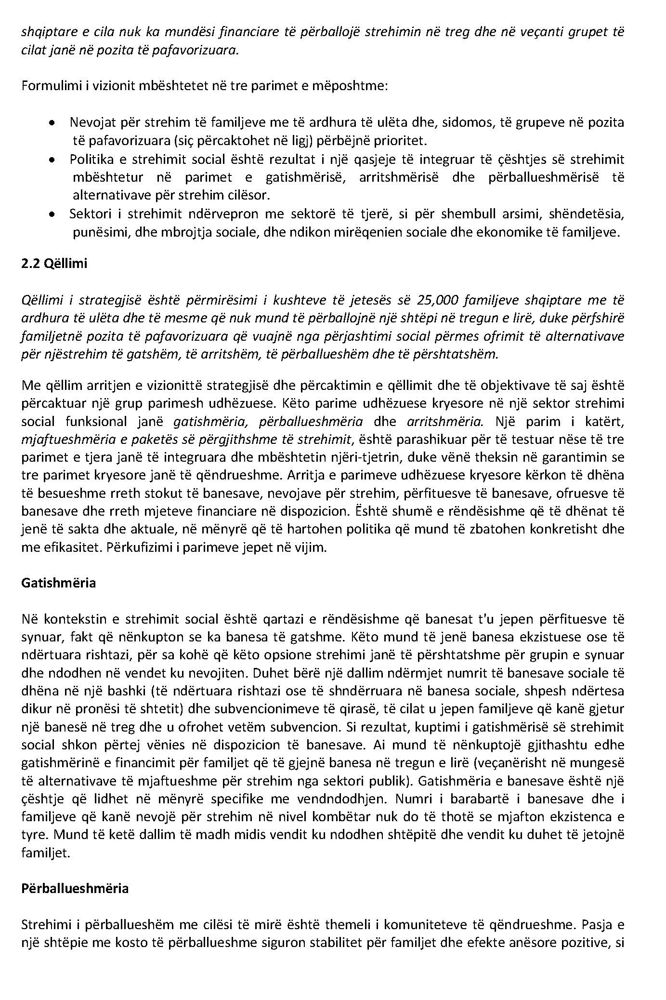 shqiptare e cila nuk ka mundësi financiare të përballojë strehimin në treg dhe në veçanti grupet të
cilat janë në pozita të pafavorizuara.
Formulimi i vizionit mbështetet në tre parimet e mëposhtme:
• Nevojat për strehim të familjeve me të ardhura të ulëta dhe, sidomos, të grupeve në pozita
të pafavorizuara (siç përcaktohet në ligj) përbëjnë prioritet.
• Politika e strehimit social është rezultat i një qasjeje të integruar të çështjes së strehimit
mbështetur në parimet e gatishmërisë, arritshmërisë dhe përballueshmërisë të
alternativave për strehim cilësor.
• Sektori i strehimit ndërvepron me sektorë të tjerë, si për shembull arsimi, shëndetësia,
punësimi, dhe mbrojtja sociale, dhe ndikon mirëqenien sociale dhe ekonomike të familjeve.
2.2 Qëllimi
Qëllimi i strategjisë është përmirësimi i kushteve të jetesës së 25,000 familjeve shqiptare me të
ardhura të ulëta dhe të mesme që nuk mund të përballojnë një shtëpi në tregun e lirë, duke përfshirë
familjetnë pozita të pafavorizuara që vuajnë nga përjashtimi social përmes ofrimit të alternativave
për njëstrehim të gatshëm, të arritshëm, të përballueshëm dhe të përshtatshëm.
Me qëllim arritjen e vizionittë strategjisë dhe përcaktimin e qëllimit dhe të objektivave të saj është
përcaktuar një grup parimesh udhëzuese. Këto parime udhëzuese kryesore në një sektor strehimi
social funksional janë gatishmëria, përballueshmëria dhe arritshmëria. Një parim i katërt,
mjaftueshmëria e paketës së përgjithshme të strehimit, është parashikuar për të testuar nëse të tre
parimet e tjera janë të integruara dhe mbështetin njëri-tjetrin, duke vënë theksin në garantimin se
tre parimet kryesore janë të qëndrueshme. Arritja e parimeve udhëzuese kryesore kërkon të dhëna
të besueshme rreth stokut të banesave, nevojave për strehim, përfituesve të banesave, ofruesve të
banesave dhe rreth mjeteve financiare në dispozicion. Është shumë e rëndësishme që të dhënat të
jenë të sakta dhe aktuale, në mënyrë që të hartohen politika që mund të zbatohen konkretisht dhe
me efikasitet. Përkufizimi i parimeve jepet në vijim.
Gatishmëria
Në kontekstin e strehimit social është qartazi e rëndësishme që banesat t'u jepen përfituesve të
synuar, fakt që nënkupton se ka banesa të gatshme. Këto mund të jenë banesa ekzistuese ose të
ndërtuara rishtazi, për sa kohë që këto opsione strehimi janë të përshtatshme për grupin e synuar
dhe ndodhen në vendet ku nevojiten. Duhet bërë një dallim ndërmjet numrit të banesave sociale të
dhëna në një bashki (të ndërtuara rishtazi ose të shndërruara në banesa sociale, shpesh ndërtesa
dikur në pronësi të shtetit) dhe subvencionimeve të qirasë, të cilat u jepen familjeve që kanë gjetur
një banesë në treg dhe u ofrohet vetëm subvencion. Si rezultat, kuptimi i gatishmërisë së strehimit
social shkon përtej vënies në dispozicion të banesave. Ai mund të nënkuptojë gjithashtu edhe
gatishmërinë e financimit për familjet që të gjejnë banesa në tregun e lirë (veçanërisht në mungesë
të alternativave të mjaftueshme për strehim nga sektori publik). Gatishmëria e banesave është një
çështje që lidhet në mënyrë specifike me vendndodhjen. Numri i barabartë i banesave dhe i
familjeve që kanë nevojë për strehim në nivel kombëtar nuk do të thotë se mjafton ekzistenca e
tyre. Mund të ketë dallim të madh midis vendit ku ndodhen shtëpitë dhe vendit ku duhet të jetojnë
familjet.
Përballueshmëria
Strehimi i përballueshëm me cilësi të mirë është themeli i komuniteteve të qëndrueshme. Pasja e
një shtëpie me kosto të përballueshme siguron stabilitet për familjet dhe efekte anësore pozitive, si